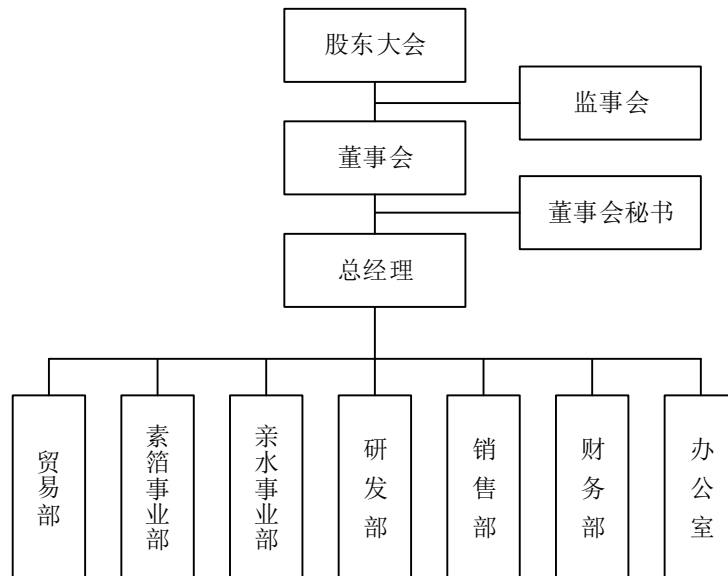 股东大会
监事会
董事会
董事会秘书
总经理
贸易部
素箔事业部
亲水事业部
研发部
销售部
财务部
办公室